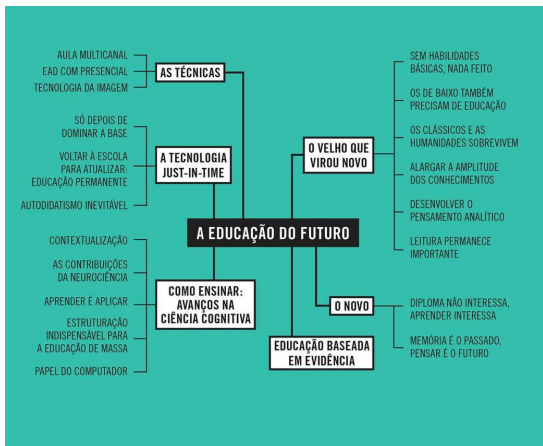 AULA MULTICANAL
EAD COM PRESENCIAL
TECNOLOGIA DA IMAGEM
AS TÉCNICAS
SÓ DEPOIS DE
DOMINAR A BASE
VOLTAR À ESCOLA
PARA ATUALIZAR:
EDUCAÇÃO PERMANENTE
AUTODIDATISMO INEVITÁVEL
A TECNOLOGIA
JUST-IN-TIME
CONTEXTUALIZAÇÃO
AS CONTRIBUIÇÕES
DA NEUROCIÊNCIA
APRENDER É APLICAR
ESTRUTURAÇÃO
INDISPENSÁVEL PARA
A EDUCAÇÃO DE MASSA
PAPEL DO COMPUTADOR
COMO ENSINAR:
AVANÇOS NA
CIÊNCIA COGNITIVA
A EDUCAÇÃO DO FUTURO
O VELHO QUE
VIROU NOVO
SEM HABILIDADES
BÁSICAS, NADA FEITO
OS DE BAIXO TAMBÉM
PRECISAM DE EDUCAÇÃO
OS CLÁSSICOS E AS
HUMANIDADES SOBREVIVEM
ALARGAR A AMPLITUDE
DOS CONHECIMENTOS
DESENVOLVER O
PENSAMENTO ANALÍTICO
LEITURA PERMANECE
IMPORTANTE
O NOVO
DIPLOMA NÃO INTERESSA,
APRENDER INTERESSA
MEMÓRIA É O PASSADO,
PENSAR É O FUTURO
EDUCAÇÃO BASEADA
EM EVIDÊNCIA